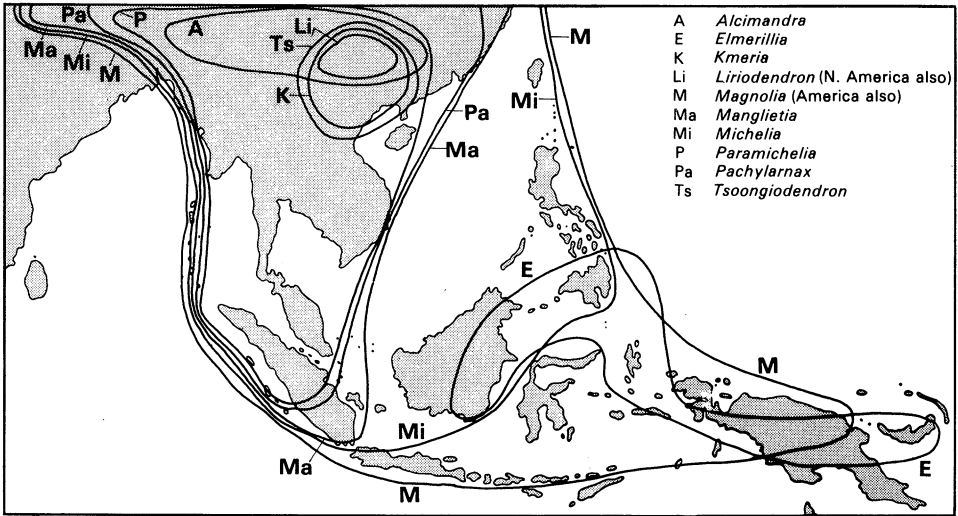 Pa
P
A
Li
Ts
K
Ma
Mi
M
Pa
Ma
M
Mi
E
M
Mi
Ma
M
E
A Alcimandra
E Elmerillia
K Kmeria
Li Liriodendron (N. America also)
M Magnolia (America also)
Ma Manglietia
Mi Michelia
P Paramichelia
Pa Pachylarnax
Ts Tsoongiodendron